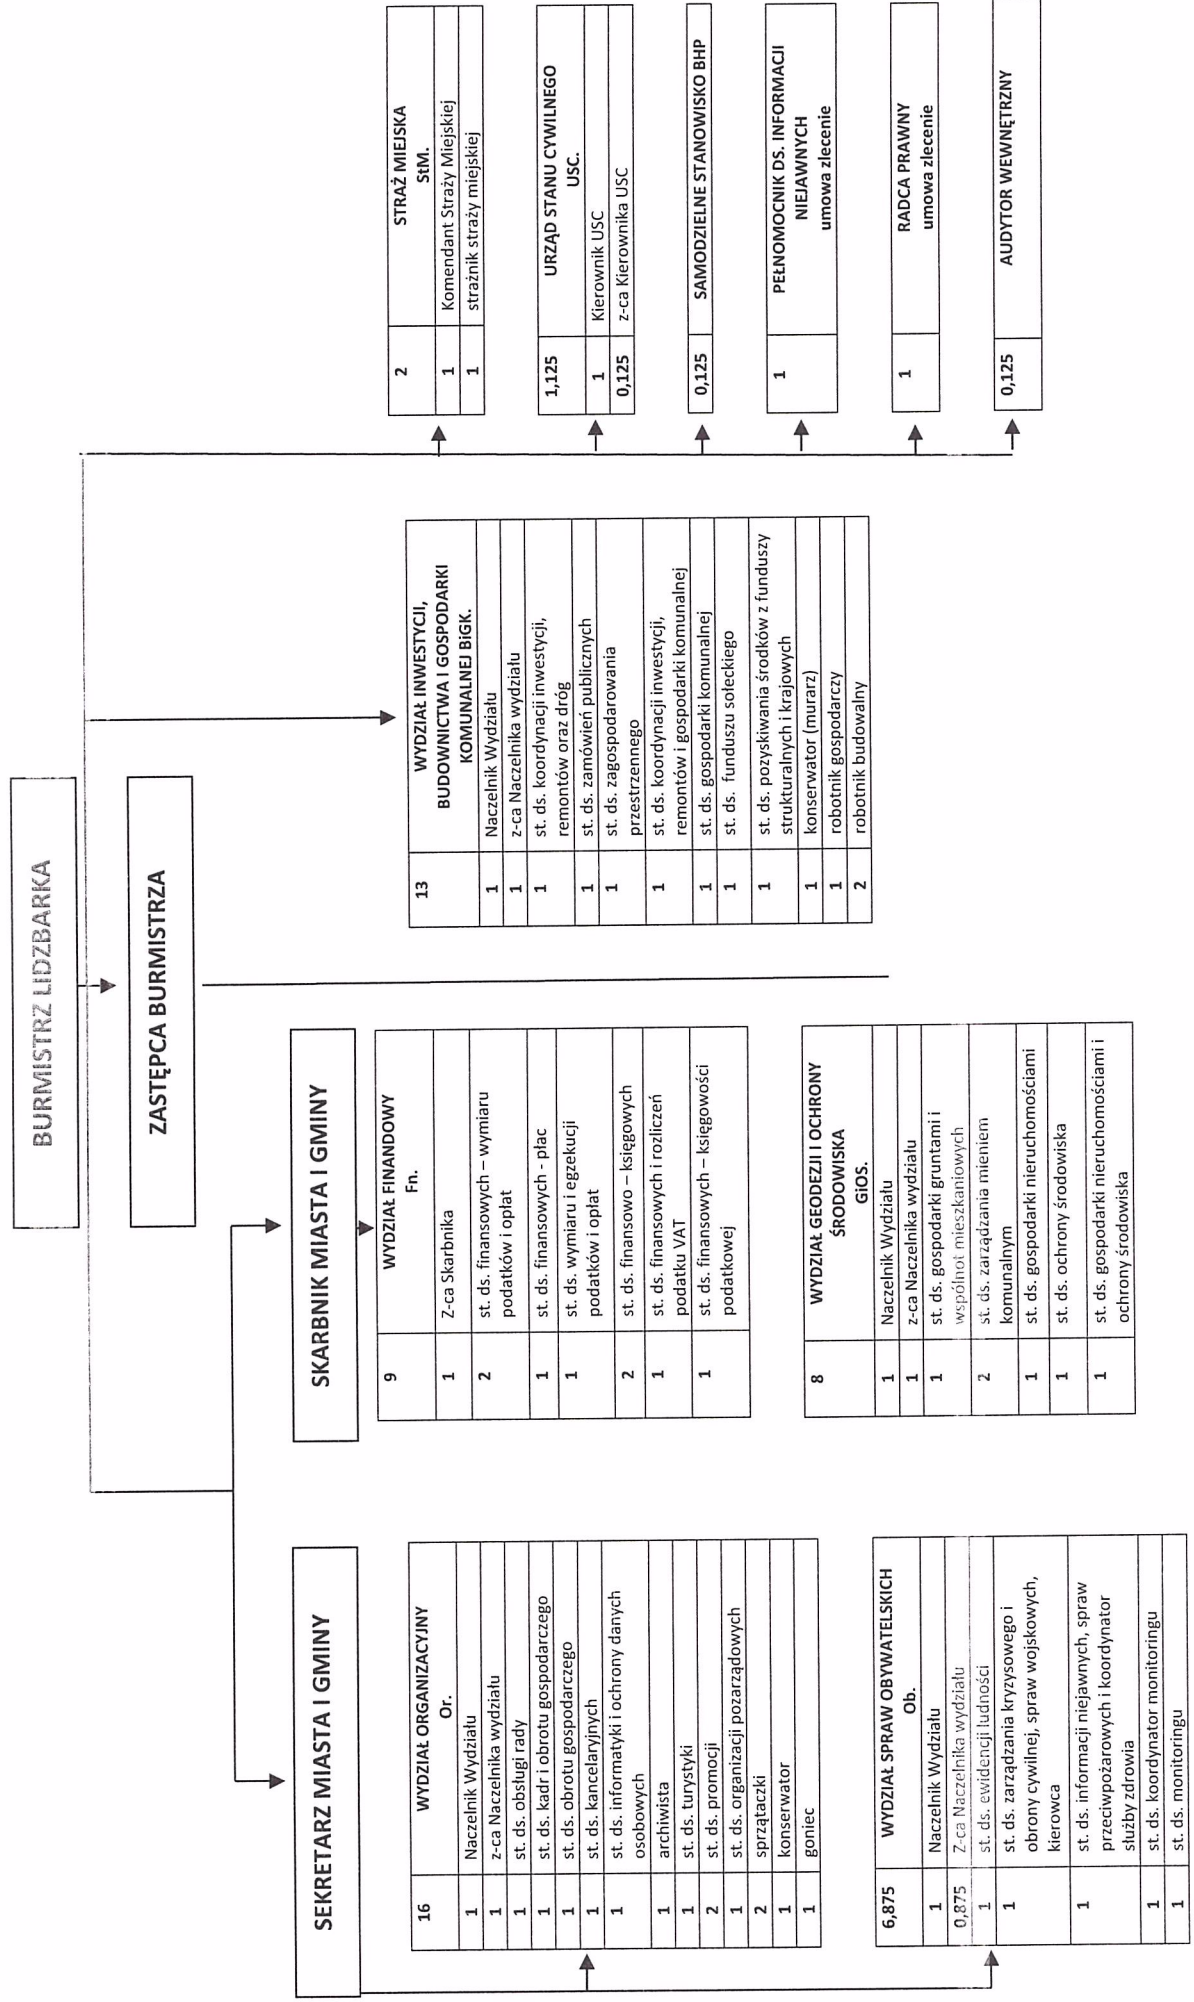 BURMISTRZ LIDZBARKA
ZASTĘPCA BURMISTRZA
SEKRETARZ MIASTA I GMINY
16 WYDZIAŁ ORGANIZACYJNY
Or.
1 Naczelnik Wydziału
1 z-ca Naczelnika wydziału
1 st. ds. obsługi rady
1 st. ds. kadr i obrotu gospodarczego
1 st. ds. obrotu gospodarczego
1 st. ds. kancelaryjnych
1 st. ds. informatyki i ochrony danych
osobowych
1 archiwista
1 st. ds. turystyki
2 st. ds. promocji
1 st. ds. organizacji pozarządowych
2 sprzątaczki
1 konserwator
1 goniec
6,875 WYDZIAŁ SPRAW OBYWATELSKICH
Ob.
1 Naczelnik Wydziału
0,875 Z-ca Naczelnika wydziału
1 st. ds. ewidencji ludności
1 st. ds. zarządzania kryzysowego i
obrony cywilnej, spraw wojskowych,
kierowca
1 st. ds. informacji niejawnych, spraw
przeciwpożarowych i koordynator
służby zdrowia
1 st. ds. koordynator monitoringu
1 st. ds. monitoringu
SKARBNIK MIASTA I GMINY
9 WYDZIAŁ FINANDOWY
Fn.
1 Z-ca Skarbnika
2 st. ds. finansowych – wymiaru
podatków i opłat
1 st. ds. finansowych - płac
1 st. ds. wymiaru i egzekucji
podatków i opłat
2 st. ds. finansowo – księgowych
1 st. ds. finansowych i rozliczeń
podatku VAT
1 st. ds. finansowych – księgowości
podatkowej
8 WYDZIAŁ GEODEZJI I OCHRONY
ŚRODOWISKA
GiOS.
1 Naczelnik Wydziału
1 z-ca Naczelnika wydziału
1 st. ds. gospodarki gruntami i
wspólnot mieszkaniowych
2 st. ds. zarządzania mieniem
komunalnym
1 st. ds. gospodarki nieruchomościami
1 st. ds. ochrony środowiska
1 st. ds. gospodarki nieruchomościami i
ochrony środowiska
13 WYDZIAŁ INWESTYCJI,
BUDOWNICTWA I GOSPODARKI
KOMUNALNEJ BiGK.
1 Naczelnik Wydziału
1 z-ca Naczelnika wydziału
1 st. ds. koordynacji inwestycji,
remontów oraz dróg
1 st. ds. zamówień publicznych
1 st. ds. zagospodarowania
przestrzennego
1 st. ds. koordynacji inwestycji,
remontów i gospodarki komunalnej
1 st. ds. gospodarki komunalnej
1 st. ds. funduszu sołeckiego
1 st. ds. pozyskiwania środków z funduszy
strukturalnych i krajowych
1 konserwator (murarz)
1 robotnik gospodarczy
2 robotnik budowalny
2 STRAŻ MIEJSKA
StM.
1 Komendant Straży Miejskiej
1 strażnik straży miejskiej
1,125 URZĄD STANU CYWILNEGO
USC.
1 Kierownik USC
0,125 z-ca Kierownika USC
0,125 SAMODZIELNE STANOWISKO BHP
1 PEŁNOMOCNIK DS. INFORMACJI
NIEJAWNYCH
umowa zlecenie
1 RADCA PRAWNY
umowa zlecenie
0,125 AUDYTOR WEWNĘTRZNY